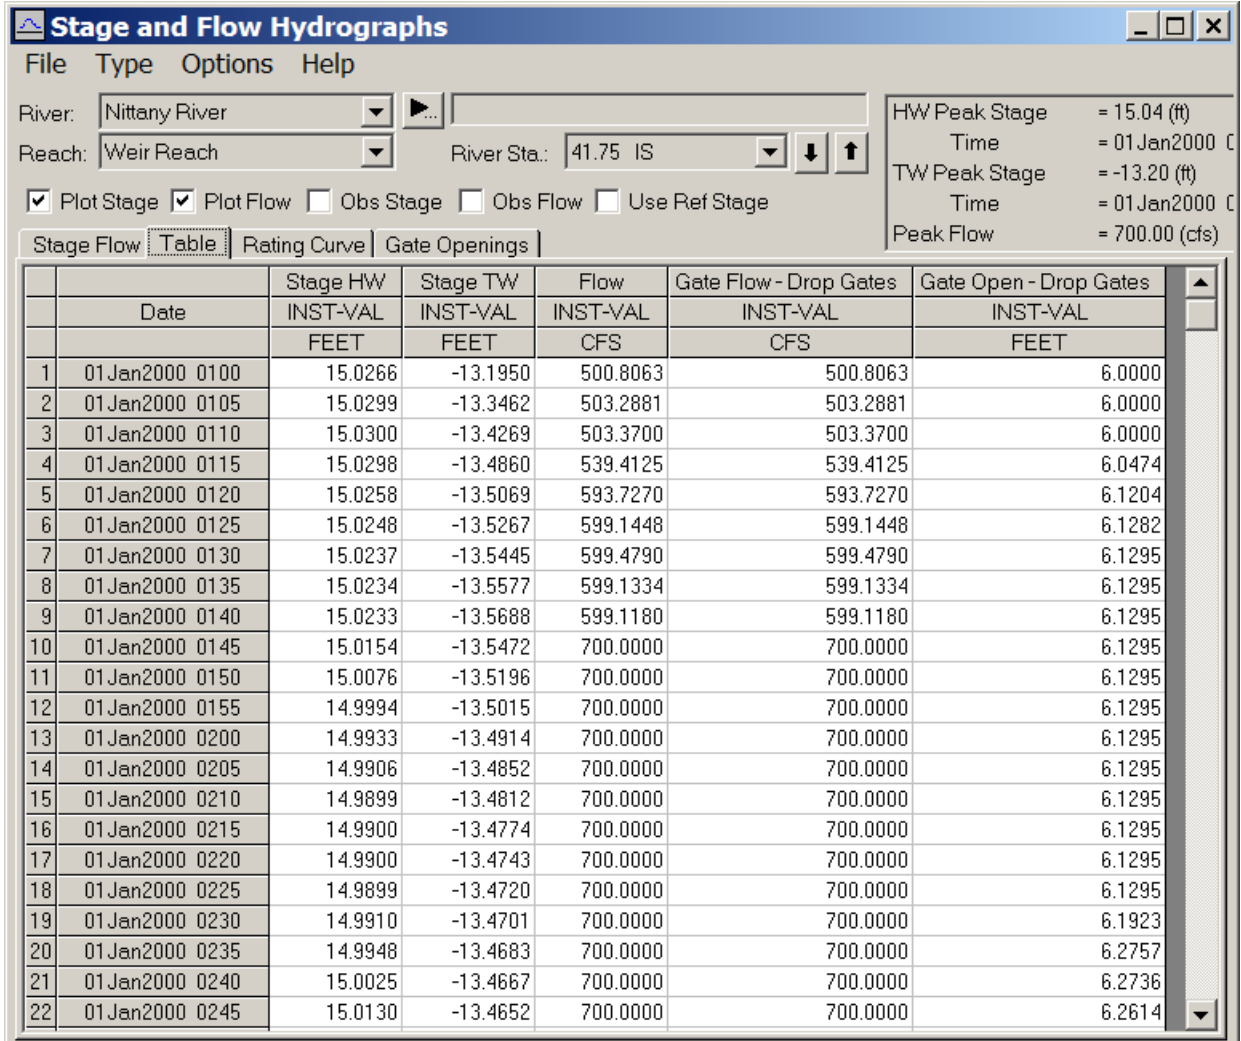 Stage and Flow Hydrographs
File Type Options Help
River: Nittany River
Reach: Weir Reach River Sta.: 41.75 IS
HW Peak Stage = 15.04 (ft)
Time = 01Jan2000
TW Peak Stage = -13.20 (ft)
Time = 01Jan2000
Peak Flow = 700.00 (cfs)
Plot Stage Plot Flow Obs Stage Obs Flow Use Ref Stage
Stage Flow Table Rating Curve Gate Openings
Stage HW Stage TW Flow Gate Flow - Drop Gates Gate Open - Drop Gates
Date INST-VAL INST-VAL INST-VAL INST-VAL INST-VAL
FEET FEET CFS CFS FEET
1 01Jan2000 0100 15.0266 -13.1950 500.8063 500.8063 6.0000
2 01Jan2000 0105 15.0299 -13.3462 503.2881 503.2881 6.0000
3 01Jan2000 0110 15.0300 -13.4269 503.3700 503.3700 6.0000
4 01Jan2000 0115 15.0298 -13.4860 539.4125 539.4125 6.0474
5 01Jan2000 0120 15.0258 -13.5069 593.7270 593.7270 6.1204
6 01Jan2000 0125 15.0248 -13.5267 599.1448 599.1448 6.1282
7 01Jan2000 0130 15.0237 -13.5445 599.4790 599.4790 6.1295
8 01Jan2000 0135 15.0234 -13.5577 599.1334 599.1334 6.1295
9 01Jan2000 0140 15.0233 -13.5688 599.1180 599.1180 6.1295
10 01Jan2000 0145 15.0154 -13.5472 700.0000 700.0000 6.1295
11 01Jan2000 0150 15.0076 -13.5196 700.0000 700.0000 6.1295
12 01Jan2000 0155 14.9994 -13.5015 700.0000 700.0000 6.1295
13 01Jan2000 0200 14.9933 -13.4914 700.0000 700.0000 6.1295
14 01Jan2000 0205 14.9906 -13.4852 700.0000 700.0000 6.1295
15 01Jan2000 0210 14.9899 -13.4812 700.0000 700.0000 6.1295
16 01Jan2000 0215 14.9900 -13.4774 700.0000 700.0000 6.1295
17 01Jan2000 0220 14.9900 -13.4743 700.0000 700.0000 6.1295
18 01Jan2000 0225 14.9899 -13.4720 700.0000 700.0000 6.1295
19 01Jan2000 0230 14.9910 -13.4701 700.0000 700.0000 6.1923
20 01Jan2000 0235 14.9948 -13.4683 700.0000 700.0000 6.2757
21 01Jan2000 0240 15.0025 -13.4667 700.0000 700.0000 6.2736
22 01Jan2000 0245 15.0130 -13.4652 700.0000 700.0000 6.2614